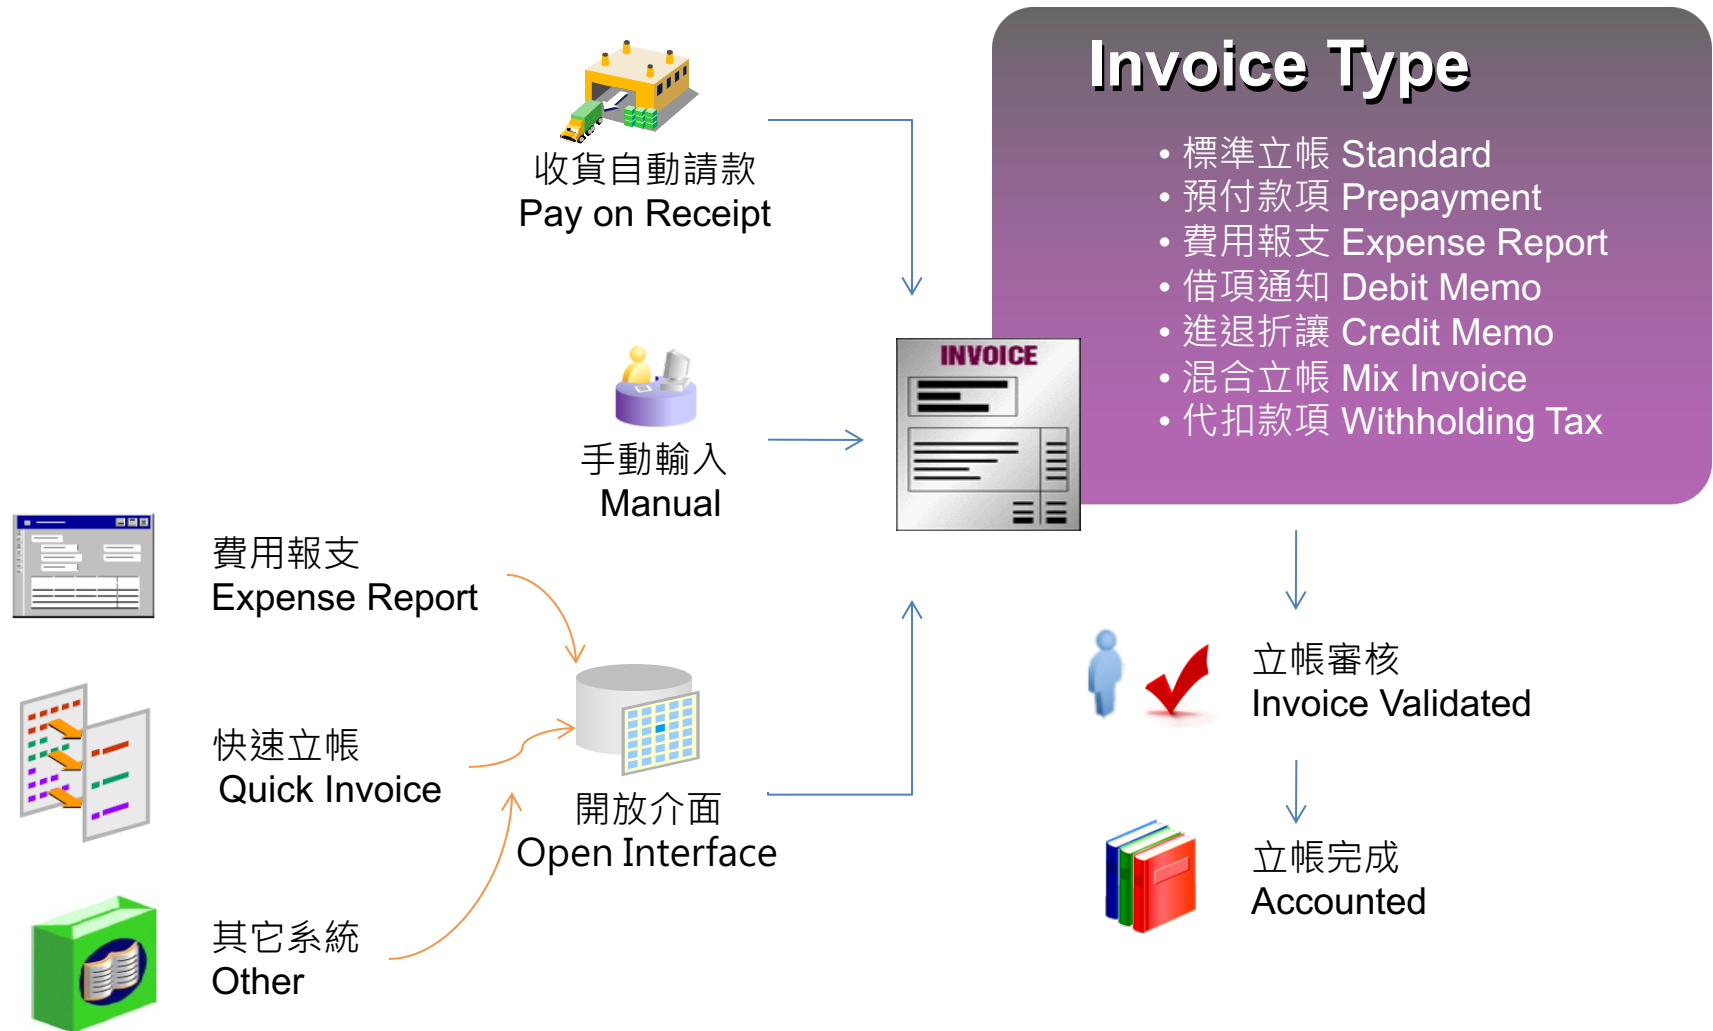 Invoice Type
• 標準立帳 Standard
• 預付款項 Prepayment
• 費用報支 Expense Report
• 借項通知 Debit Memo
• 進退折讓 Credit Memo
• 混合立帳 Mix Invoice
• 代扣款項 Withholding Tax
收貨自動請款
Pay on Receipt
INVOICE
手動輸入
Manual
費用報支
Expense Report
快速立帳
Quick Invoice
其它系統
Other
開放介面
Open Interface
立帳審核
Invoice Validated
立帳完成
Accounted